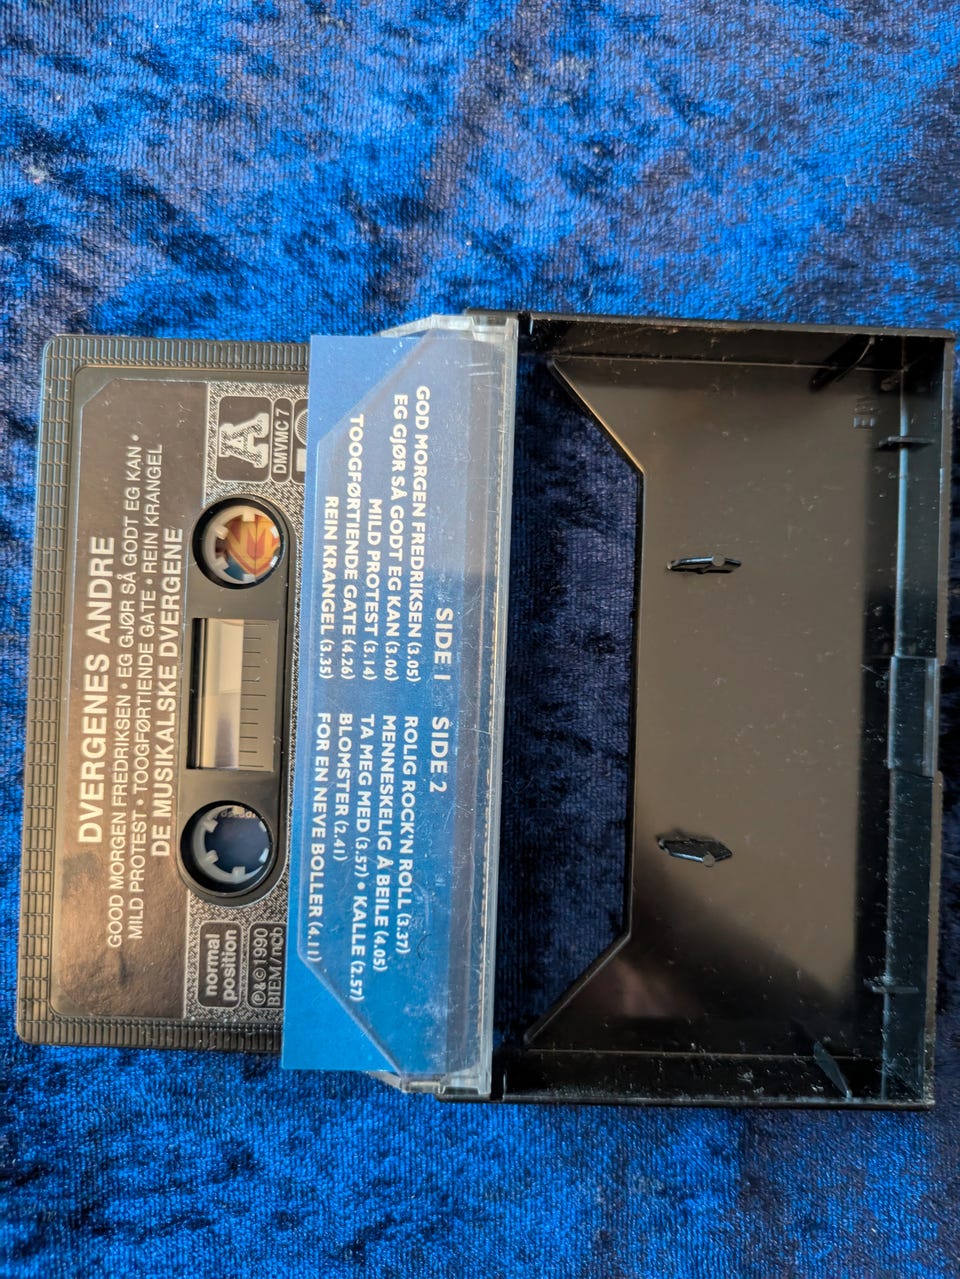 DVERGENES ANDRE
GOOD MORGEN FREDRIKSEN • EG GJØR SÅ GODT EG KAN •
MILD PROTEST • TOOGFØRTIENDE GATE • REIN KRANGEL
DE MUSIKALSKE DVERGENE
A
DMVMC 7
normal
position
℗&© 1990
BIEM/ncb
SIDE 1
GOD MORGEN FREDRIKSEN (3.05)
EG GJØR SÅ GODT EG KAN (3.06)
MILD PROTEST (3.14)
TOOGFØRTIENDE GATE (4.26)
REIN KRANGEL (3.35)
SIDE 2
ROLIG ROCK'N ROLL (3.37)
MENNESKELIG Å BEILE (4.05)
TA MEG MED (3.57) • KALLE (2.57)
BLOMSTER (2.41)
FOR EN NEVE BOLLER (4.11)